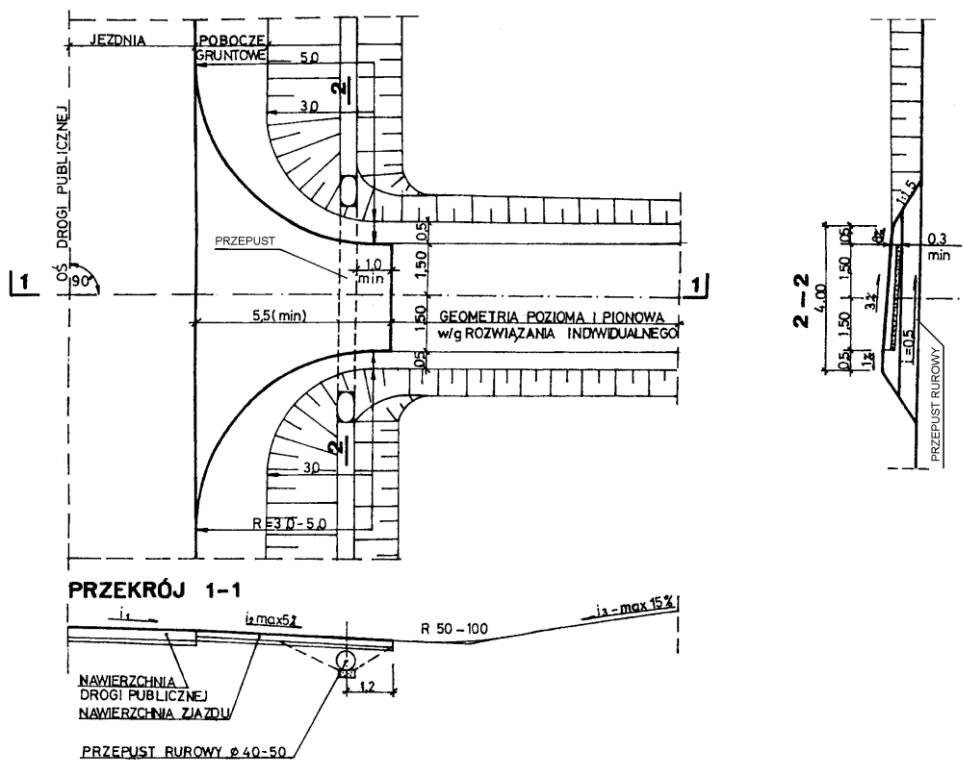 JEZDNIA
POBOCZE
GRUNTOWE
5,0
2
3,0
OŚ DROGI PUBLICZNEJ
PRZEPUST
1
90°
1,0
min
0,5
1,50
1
5,5(min)
GEOMETRIA POZIOMA I PIONOWA
w/g ROZWIĄZANIA INDYWIDUALNEGO
1,50
0,5
2
3,0
R=3,0-5,0
1:1,5
0,3
min
2-2
4.00
0,5
1,50
1,50
0,5
3%
i=0,5
PRZEPUST RUROWY
PRZEKRÓJ 1-1
i₁
i₂ max5%
R 50-100
i₃-max 15%
NAWIERZCHNIA
DROGI PUBLICZNEJ
NAWIERZCHNIA ZJAZDU
1,2
PRZEPUST RUROWY ø 40-50